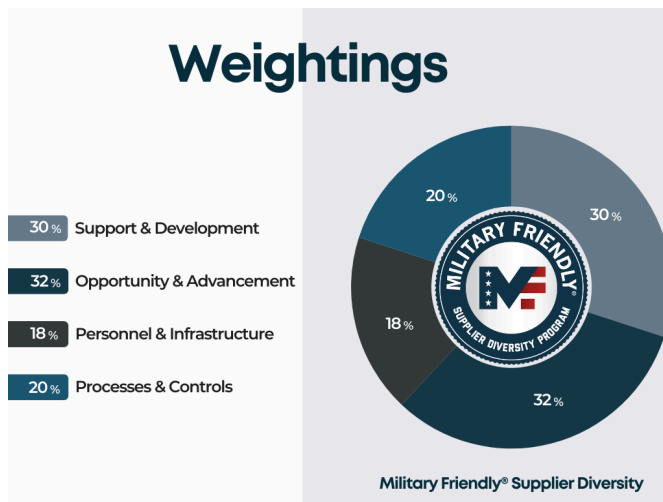 Weightings
30 % Support & Development
32 % Opportunity & Advancement
18 % Personnel & Infrastructure
20 % Processes & Controls
20 %
30 %
18 %
32 %
MILITARY FRIENDLY®
SUPPLIER DIVERSITY PROGRAM
Military Friendly® Supplier Diversity